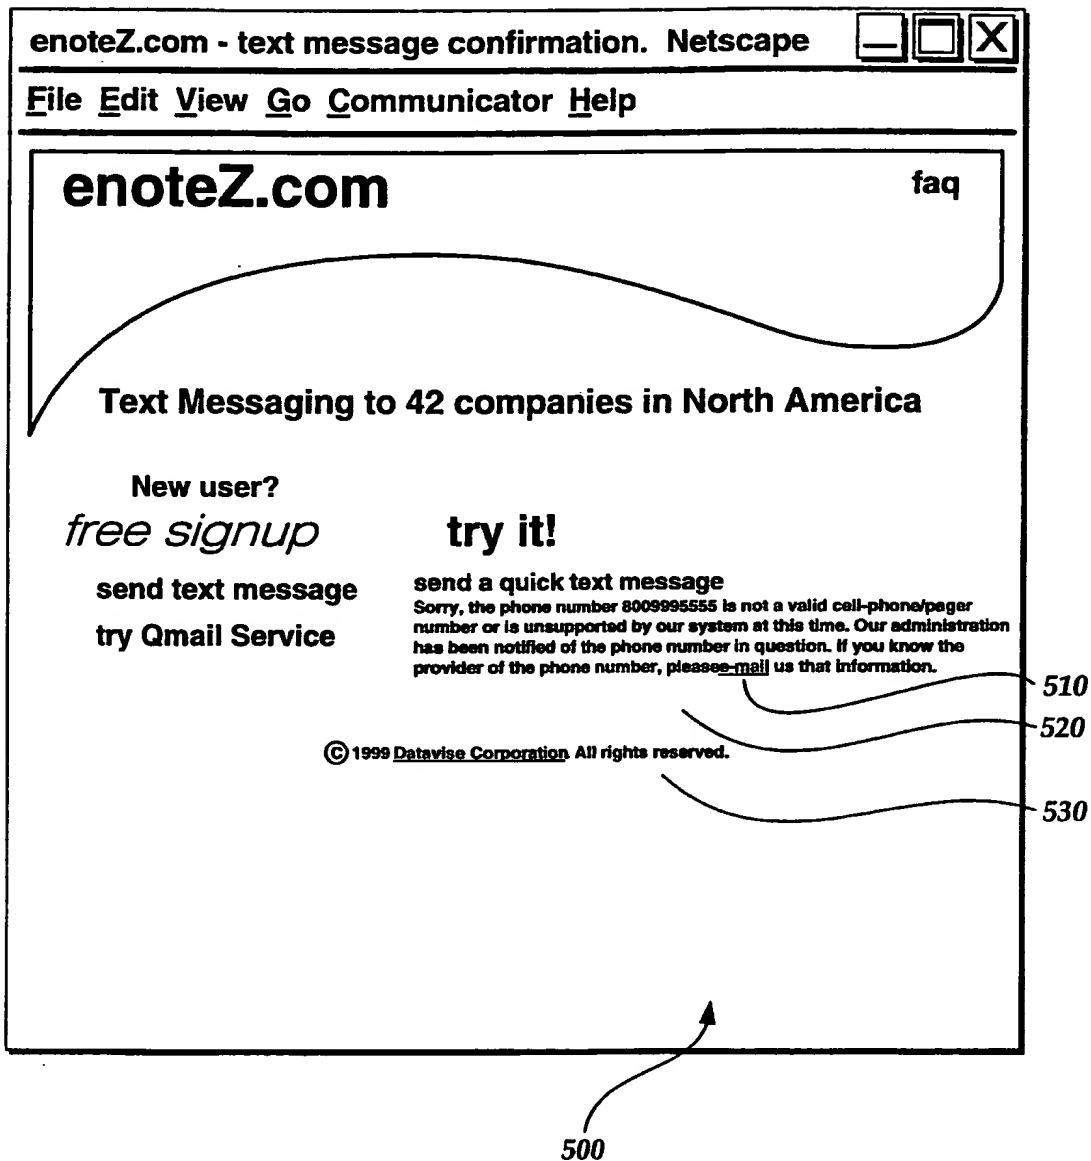 enoteZ.com - text message confirmation. Netscape
File Edit View Go Communicator Help
enoteZ.com
faq
Text Messaging to 42 companies in North America
New user?
free signup
send text message
try Qmail Service
try it!
send a quick text message
Sorry, the phone number 8009995555 is not a valid cell-phone/pager
number or is unsupported by our system at this time. Our administration
has been notified of the phone number in question. If you know the
provider of the phone number, pleasee-mail us that information.
510
520
© 1999 Datavise Corporation All rights reserved.
530
500